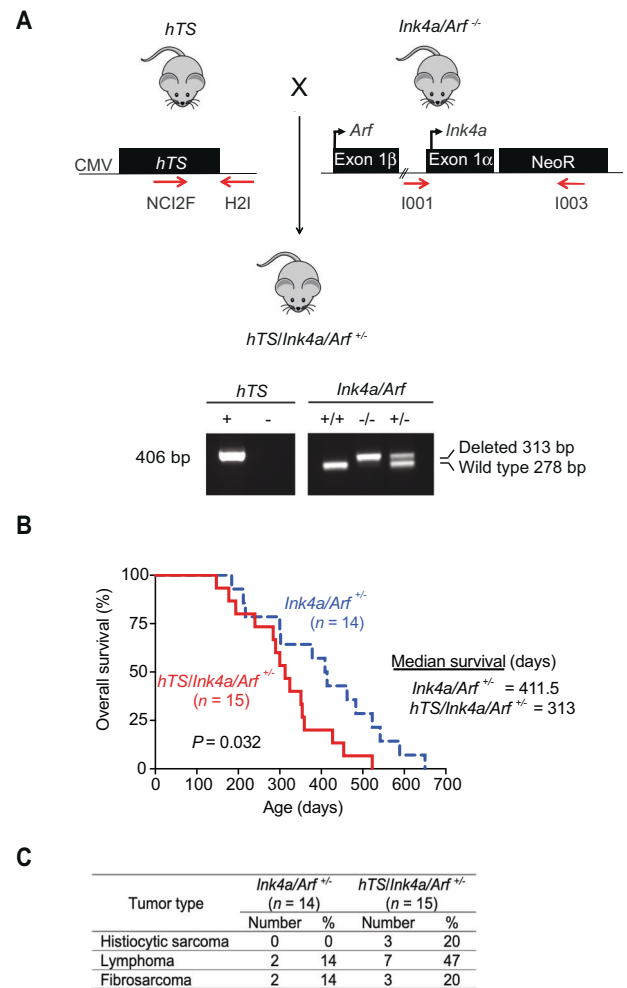 A
hTS
Ink4a/Arf -/-
X
Arf
Ink4a
CMV
hTS
Exon 1β
Exon 1α
NeoR
NCI2F
H2I
I001
I003
hTS/Ink4a/Arf +/-
hTS
Ink4a/Arf
+ -
+/+ -/- +/-
406 bp
Deleted 313 bp
Wild type 278 bp
B
Overall survival (%)
100
75
50
25
0
0 100 200 300 400 500 600 700
Age (days)
Ink4a/Arf +/-
(n = 14)
hTS/Ink4a/Arf +/-
(n = 15)
P = 0.032
Median survival (days)
Ink4a/Arf +/- = 411.5
hTS/Ink4a/Arf +/- = 313
C
Tumor type
Ink4a/Arf +/-
(n = 14)
hTS/Ink4a/Arf +/-
(n = 15)
Number % Number %
Histiocytic sarcoma 0 0 3 20
Lymphoma 2 14 7 47
Fibrosarcoma 2 14 3 20